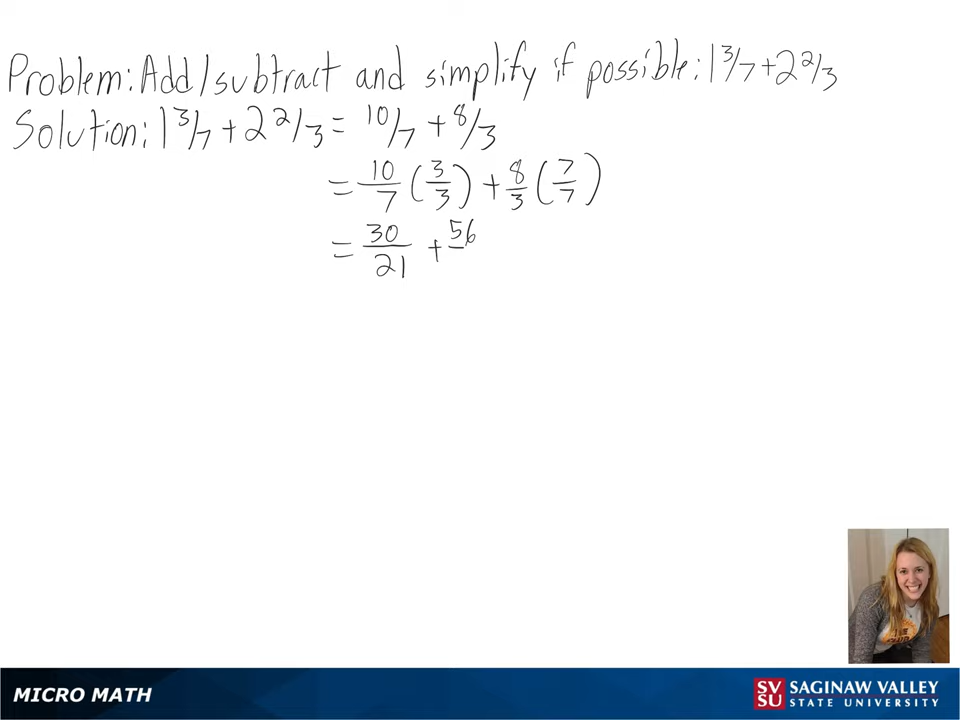 Problem: Add/subtract and simplify if possible: 1 3/7 + 2 2/3
Solution: 1 3/7 + 2 2/3 = 10/7 + 8/3
= 10/7 (3/3) + 8/3 (7/7)
= 30/21 + 56
MICRO MATH
SVSU SAGINAW VALLEY
STATE UNIVERSITY